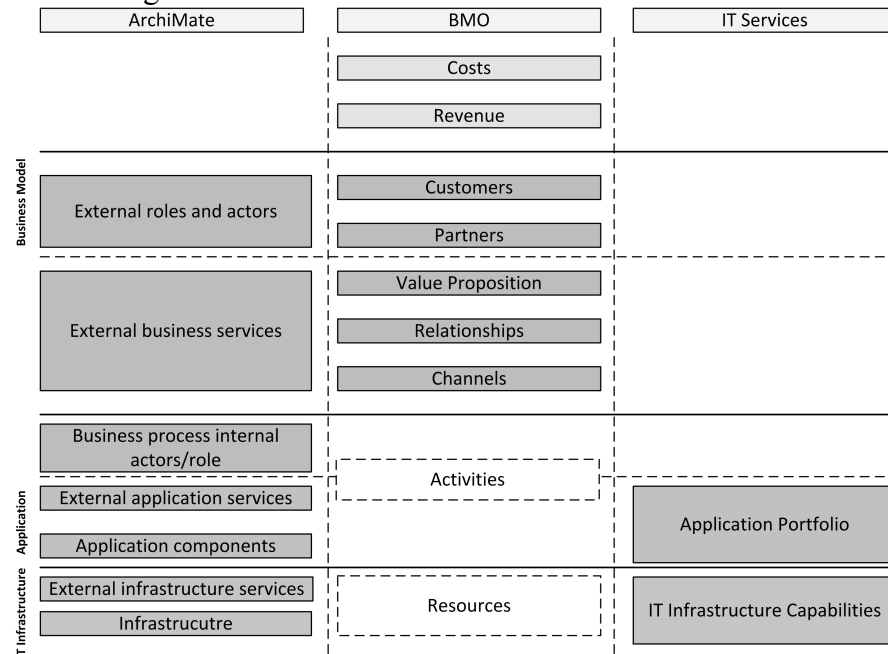 ArchiMate
BMO
IT Services
Costs
Revenue
Business Model
External roles and actors
Customers
Partners
External business services
Value Proposition
Relationships
Channels
Business process internal
actors/role
Activities
Application
External application services
Application components
Application Portfolio
T Infrastructure
External infrastructure services
Infrastrucutre
Resources
IT Infrastructure Capabilities